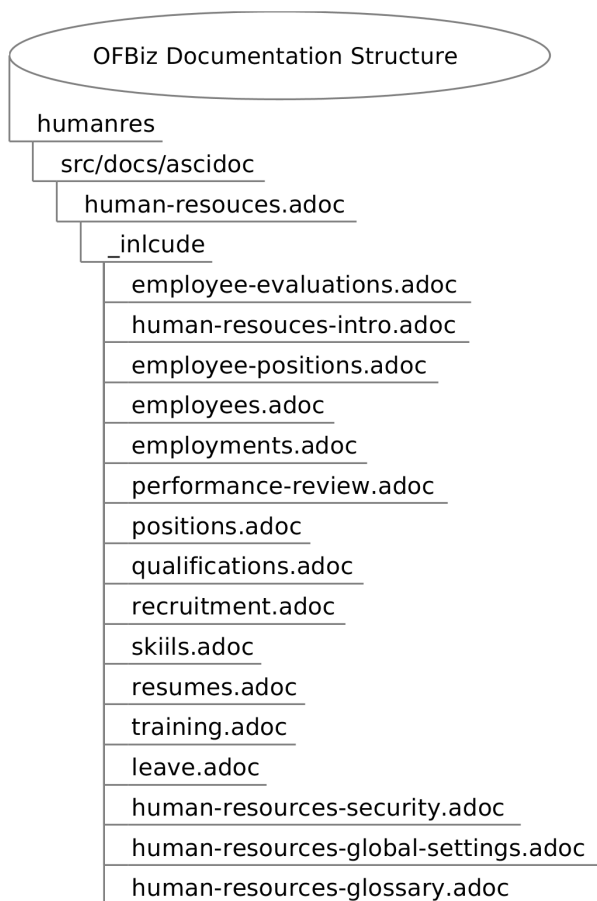 OFBiz Documentation Structure
humanres
src/docs/ascidoc
human-resouces.adoc
_inlcude
employee-evaluations.adoc
human-resouces-intro.adoc
employee-positions.adoc
employees.adoc
employments.adoc
performance-review.adoc
positions.adoc
qualifications.adoc
recruitment.adoc
skiils.adoc
resumes.adoc
training.adoc
leave.adoc
human-resources-security.adoc
human-resources-global-settings.adoc
human-resources-glossary.adoc